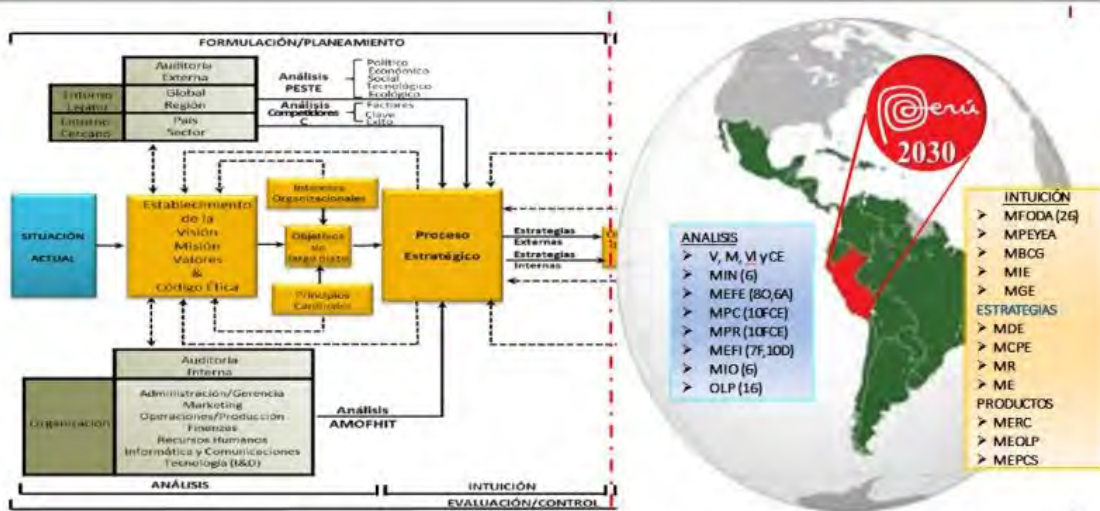 FORMULACIÓN/PLANEAMIENTO
Auditoría
Externa
Entorno
Lejano
Global
Región
Entorno
Cercano
País
Sector
Análisis
PESTE
Político
Económico
Social
Tecnológico
Ecológico
Análisis
Competidores
C
Factores
Clave
Éxito
SITUACIÓN
ACTUAL
Establecimiento
de la
Visión
Misión
Valores
&
Código Ética
Intereses
Organizacionales
Objetivos
de largo plazo
Principios
Cardinales
Proceso
Estratégico
Estrategias
Externas
Estrategias
Internas
Auditoría
Interna
Organización
Administración/Gerencia
Marketing
Operaciones/Producción
Finanzas
Recursos Humanos
Informática y Comunicaciones
Tecnología (I&D)
Análisis
AMOFHIT
ANÁLISIS
INTUICIÓN
EVALUACIÓN/CONTROL
Perú
2030
ANALISIS
➤ V, M, Vl y CE
➤ MIN (6)
➤ MEFE (8O,6A)
➤ MPC (10FCE)
➤ MPR (10FCE)
➤ MEFI (7F,10D)
➤ MIO (6)
➤ OLP (16)
INTUICIÓN
➤ MFODA (26)
➤ MPEYEA
➤ MBCG
➤ MIE
➤ MGE
ESTRATEGIAS
➤ MDE
➤ MCPE
➤ MR
➤ ME
PRODUCTOS
➤ MERC
➤ MEOLP
➤ MEPCS